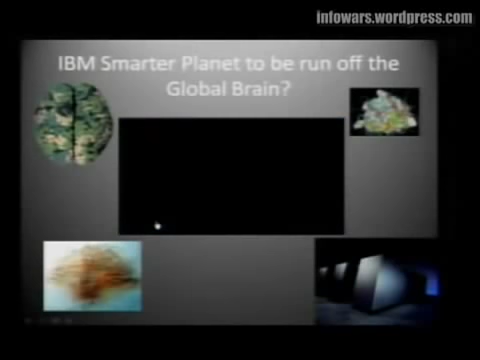 infowars.wordpress.com
IBM Smarter Planet to be run off the
Global Brain?